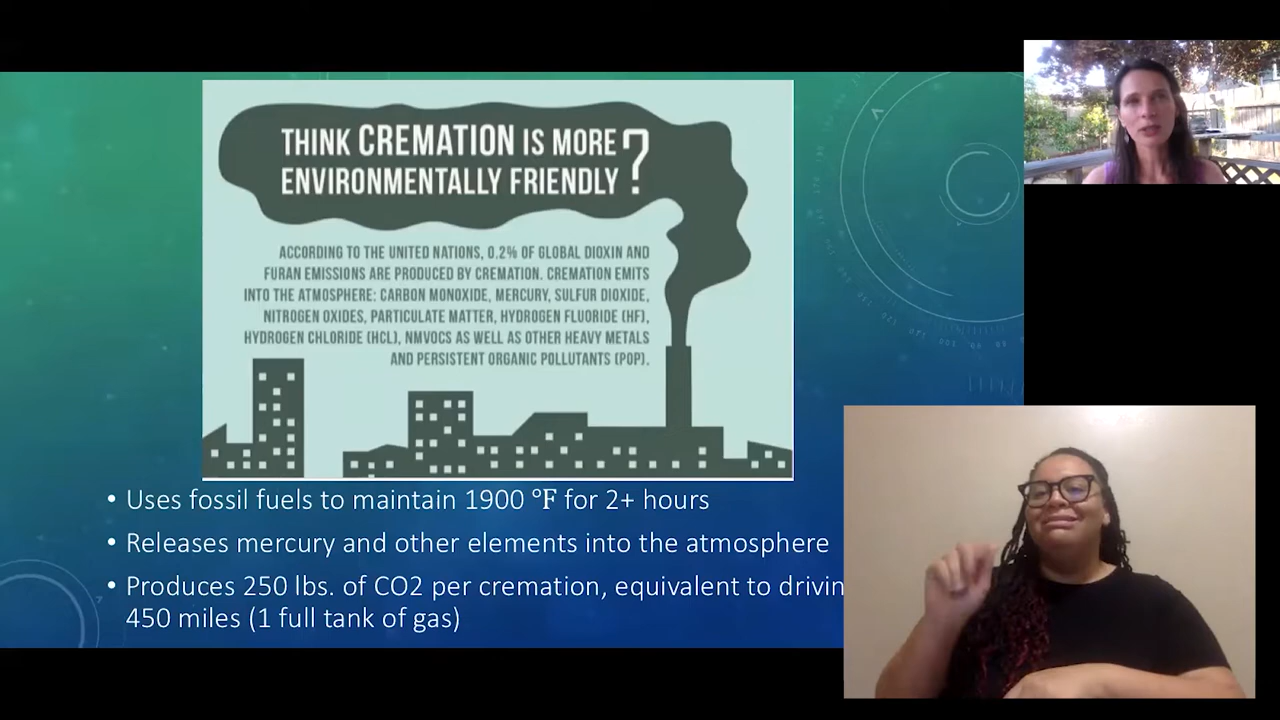 THINK CREMATION IS MORE
ENVIRONMENTALLY FRIENDLY ?
ACCORDING TO THE UNITED NATIONS, 0.2% OF GLOBAL DIOXIN AND
FURAN EMISSIONS ARE PRODUCED BY CREMATION. CREMATION EMITS
INTO THE ATMOSPHERE: CARBON MONOXIDE, MERCURY, SULFUR DIOXIDE,
NITROGEN OXIDES, PARTICULATE MATTER, HYDROGEN FLUORIDE (HF),
HYDROGEN CHLORIDE (HCL), NMVOCS AS WELL AS OTHER HEAVY METALS
AND PERSISTENT ORGANIC POLLUTANTS (POP).
• Uses fossil fuels to maintain 1900 °F for 2+ hours
• Releases mercury and other elements into the atmosphere
• Produces 250 lbs. of CO2 per cremation, equivalent to drivin
450 miles (1 full tank of gas)